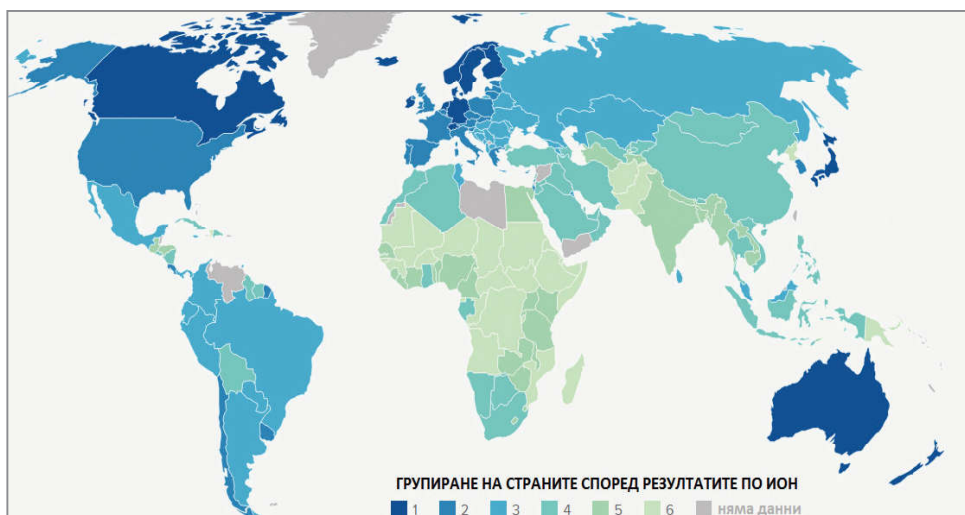 ГРУПИРАНЕ НА СТРАНИТЕ СПОРЕД РЕЗУЛТАТИТЕ ПО ИОН
1 2 3 4 5 6 няма данни